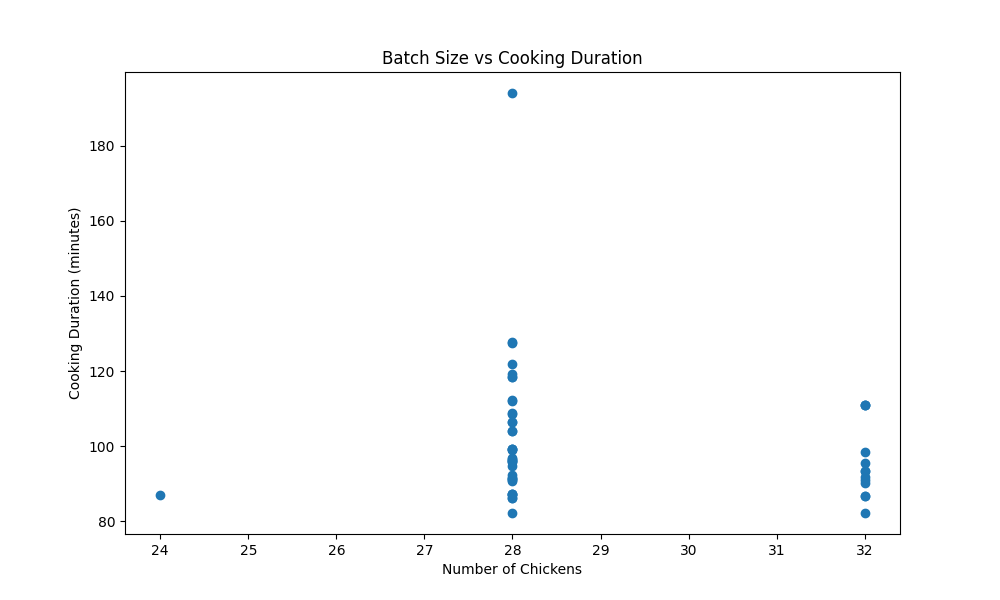 Batch Size vs Cooking Duration
Cooking Duration (minutes)
180
160
140
120
100
80
24 25 26 27 28 29 30 31 32
Number of Chickens